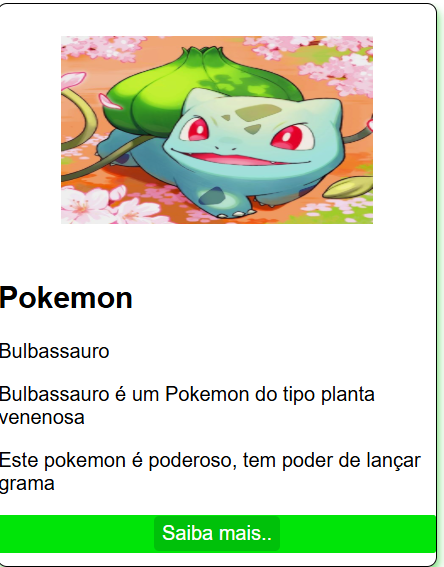 Pokemon
Bulbassauro
Bulbassauro é um Pokemon do tipo planta
venenosa
Este pokemon é poderoso, tem poder de lançar
grama
Saiba mais..